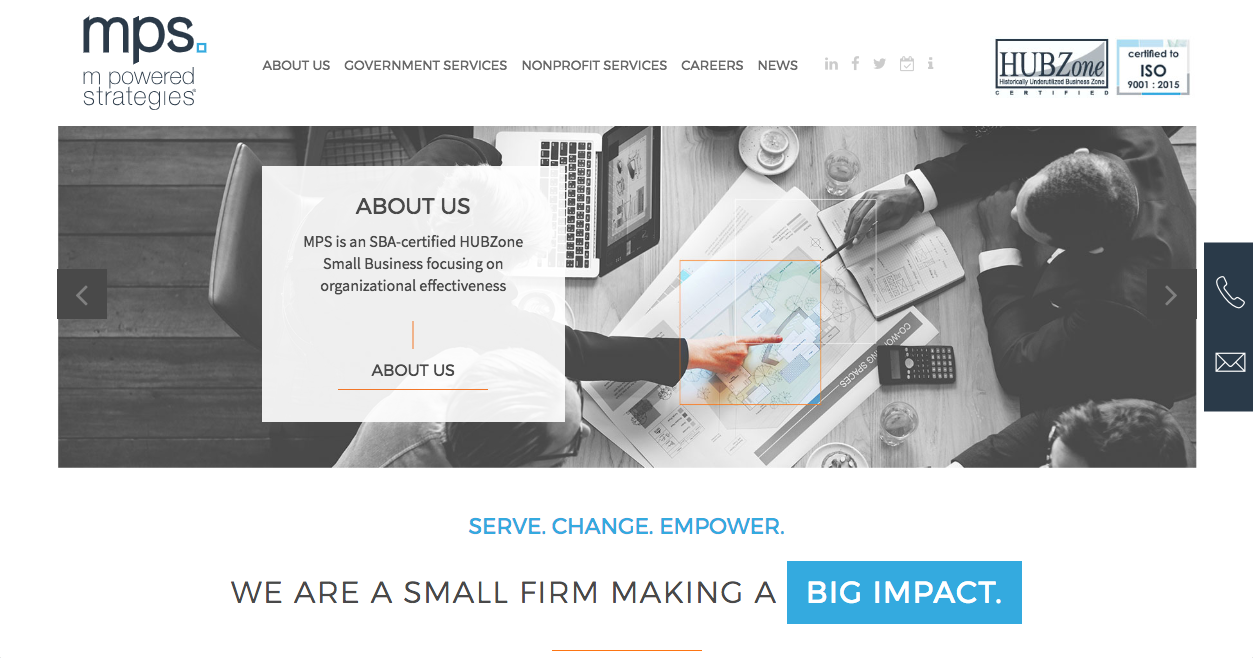 mps.
m powered
strategies
ABOUT US
GOVERNMENT SERVICES
NONPROFIT SERVICES
CAREERS
NEWS
HUBZone
Historically Underutilized Business Zone
CERTIFIED
certified to
ISO
9001 : 2015
ABOUT US
MPS is an SBA-certified HUBZone
Small Business focusing on
organizational effectiveness
ABOUT US
CO-WORKING SPACES
SERVE. CHANGE. EMPOWER.
WE ARE A SMALL FIRM MAKING A BIG IMPACT.